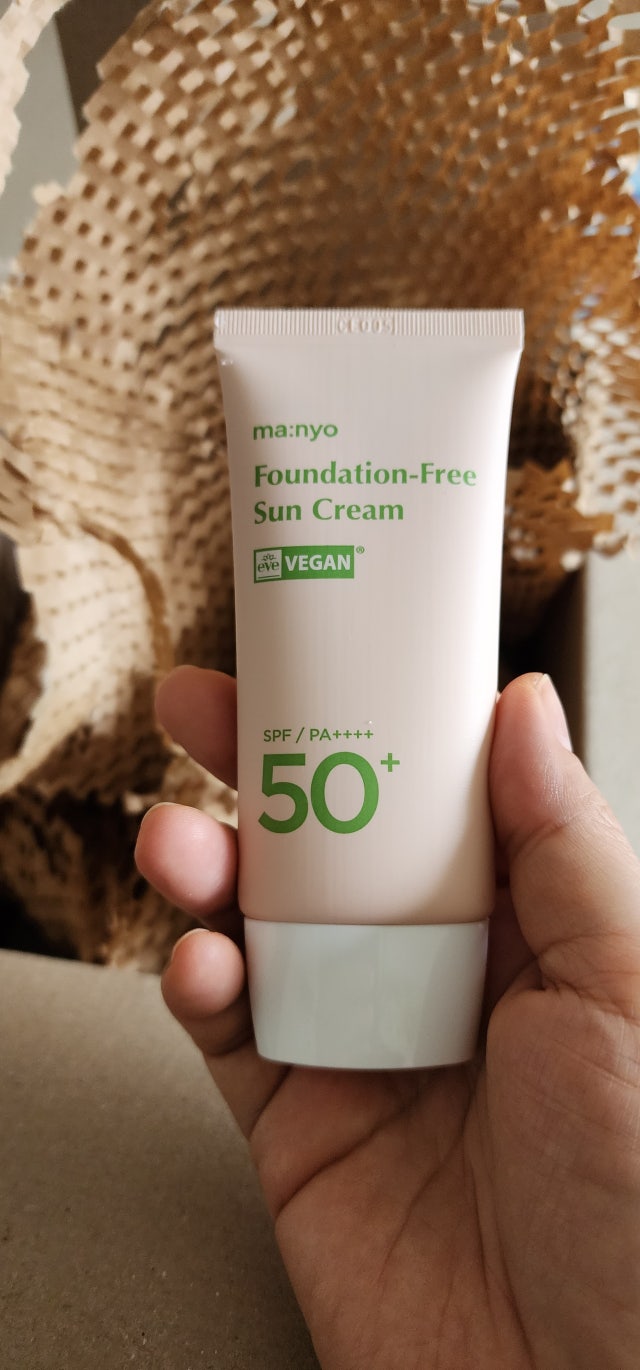 ma:nyo
Foundation-Free
Sun Cream
eve VEGAN®
SPF / PA++++
50+